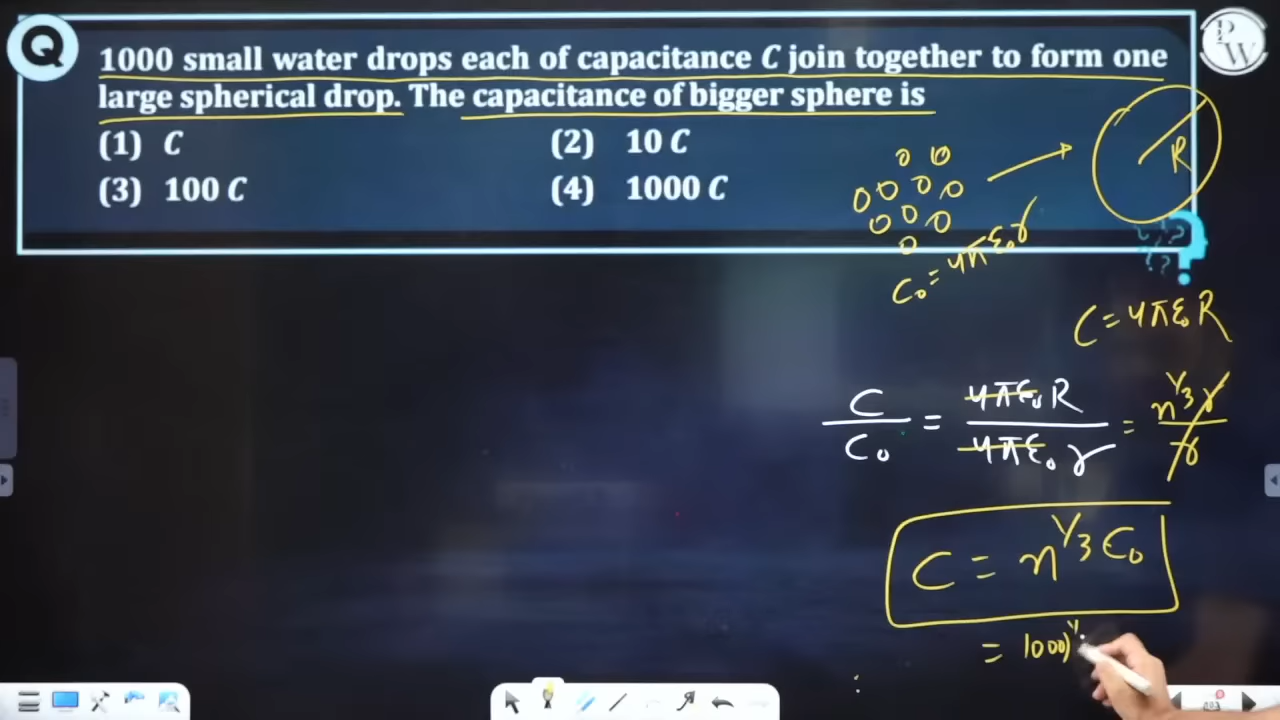 Q
1000 small water drops each of capacitance C join together to form one
large spherical drop. The capacitance of bigger sphere is
(1) C
(2) 10 C
(3) 100 C
(4) 1000 C
PW
R
C₀ = 4πε₀r
C = 4πε₀R
C/C₀ = 4πε₀R/4πε₀r = n^1/3 r/r
C = n^1/3 C₀
= 1000)^1